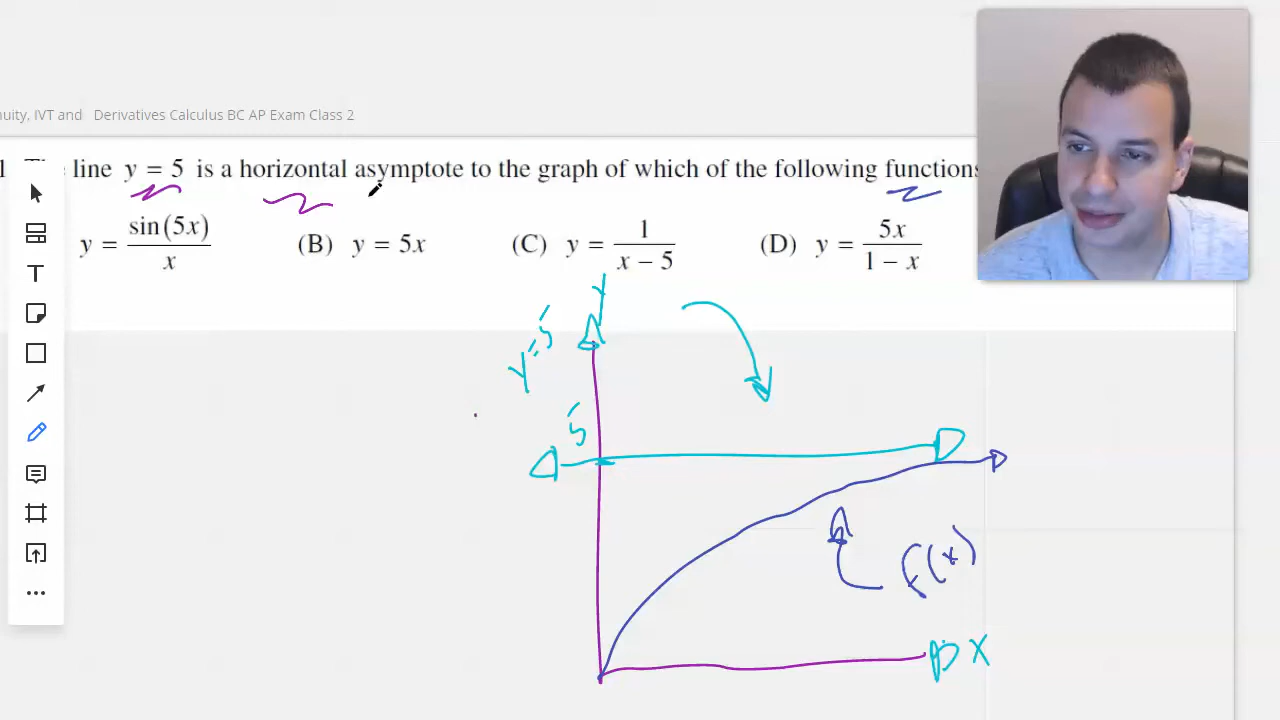 nuity, IVT and Derivatives Calculus BC AP Exam Class 2
line y = 5 is a horizontal asymptote to the graph of which of the following functions
y = sin(5x)/x (B) y = 5x (C) y = 1/(x − 5) (D) y = 5x/(1 − x)
y
y=5
5
f(x)
x
T